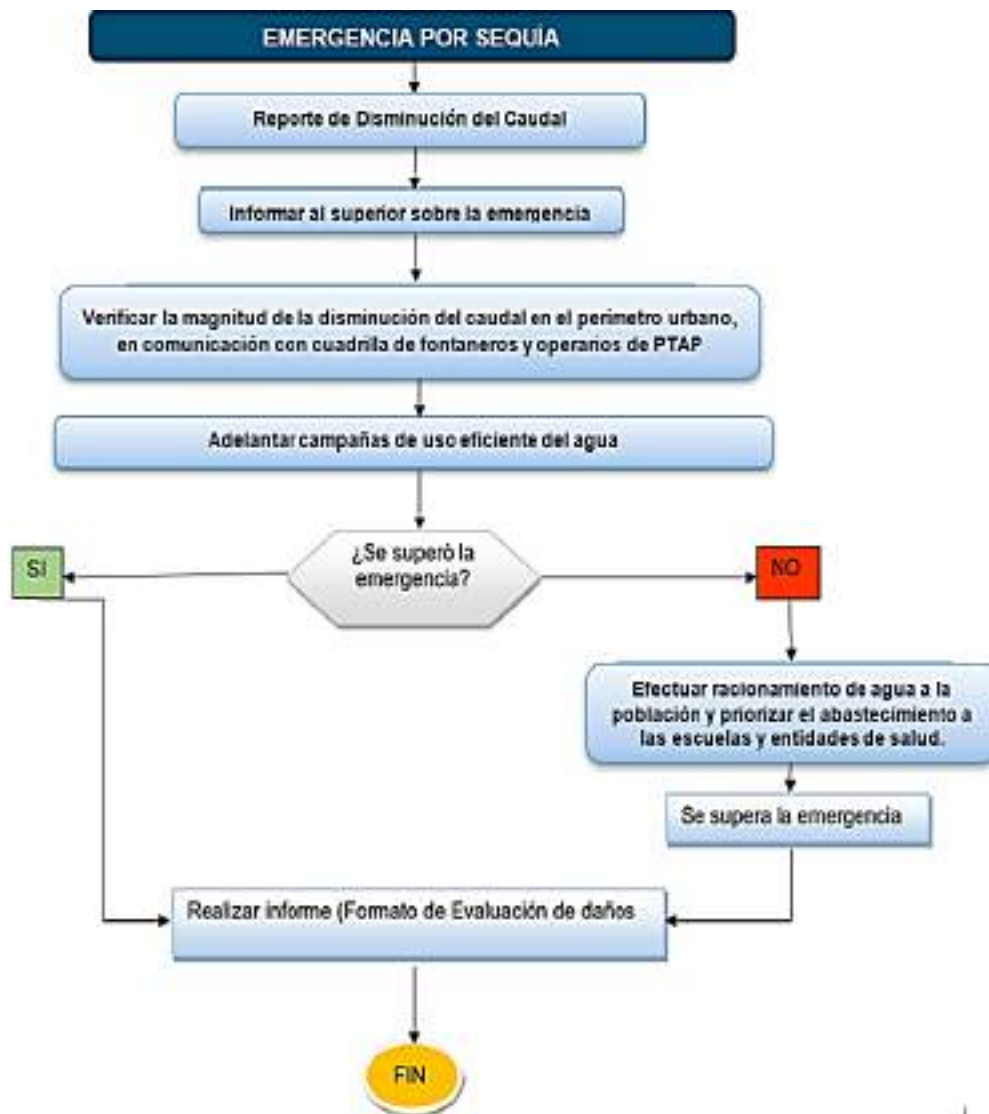 EMERGENCIA POR SEQUÍA
Reporte de Disminución del Caudal
Informar al superior sobre la emergencia
Verificar la magnitud de la disminución del caudal en el perímetro urbano,
en comunicación con cuadrilla de fontaneros y operarios de PTAP
Adelantar campañas de uso eficiente del agua
¿Se superò la
emergencia?
SI
NO
Efectuar racionamiento de agua a la
población y priorizar el abastecimiento a
las escuelas y entidades de salud.
Se supera la emergencia
Realizar informe (Formato de Evaluación de daños
FIN